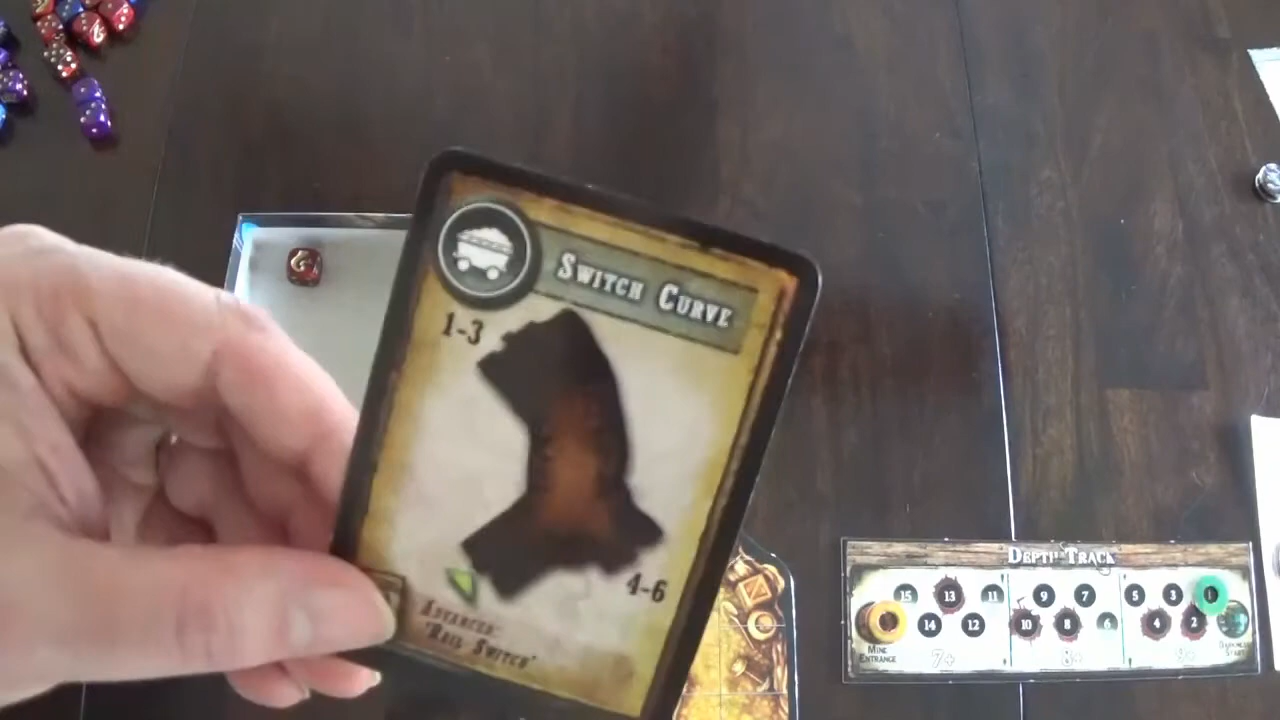 SWITCH CURVE
1-3
4-6
ADVANCED:
"RAIL SWITCH"
DEPTH TRACK
15 13 11 9 7 5 3 1
14 12 10 8 6 4 2
MINE
ENTRANCE
7+ 8+